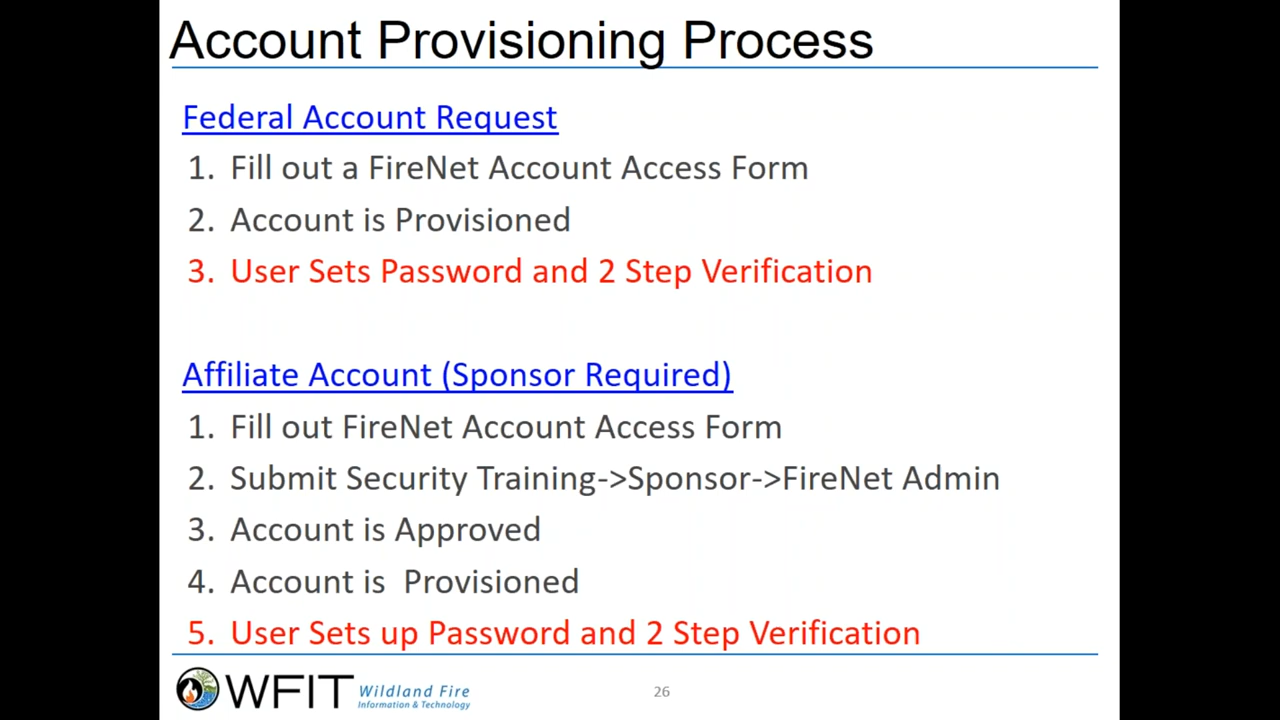 Account Provisioning Process
Federal Account Request
1. Fill out a FireNet Account Access Form
2. Account is Provisioned
3. User Sets Password and 2 Step Verification
Affiliate Account (Sponsor Required)
1. Fill out FireNet Account Access Form
2. Submit Security Training->Sponsor->FireNet Admin
3. Account is Approved
4. Account is  Provisioned
5. User Sets up Password and 2 Step Verification
WFIT Wildland Fire
Information & Technology
26